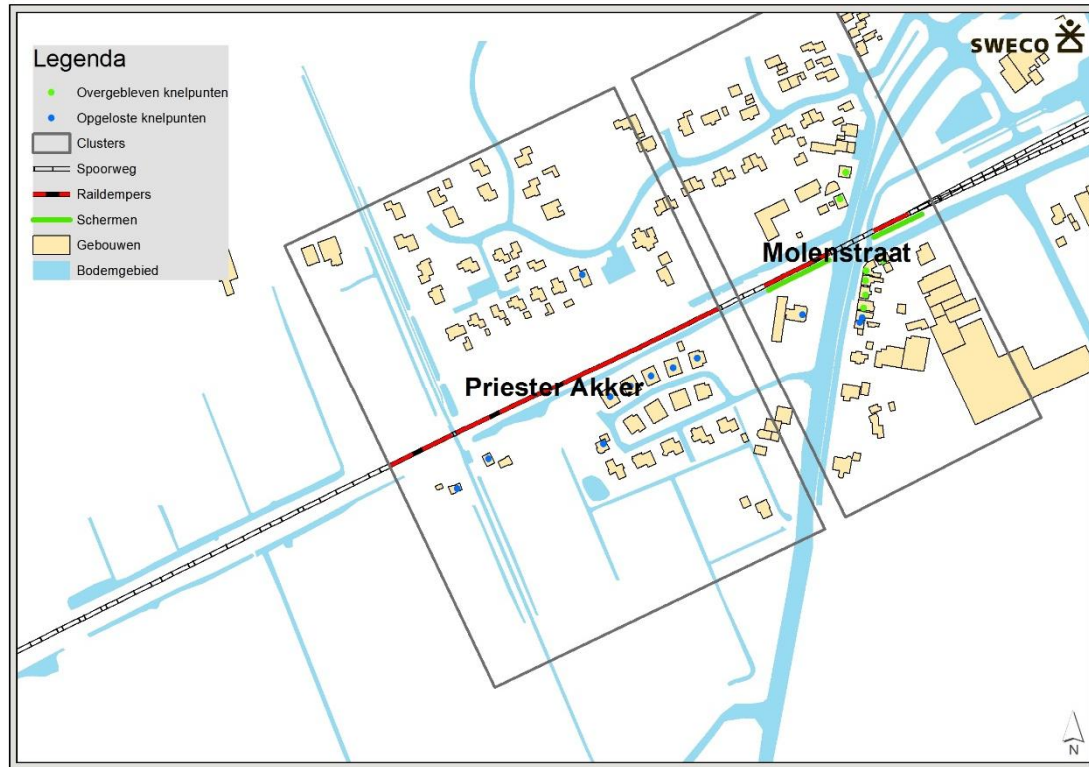 Legenda
Overgebleven knelpunten
Opgeloste knelpunten
Clusters
Spoorweg
Raildempers
Schermen
Gebouwen
Bodemgebied
SWECO
Molenstraat
Priester Akker
N